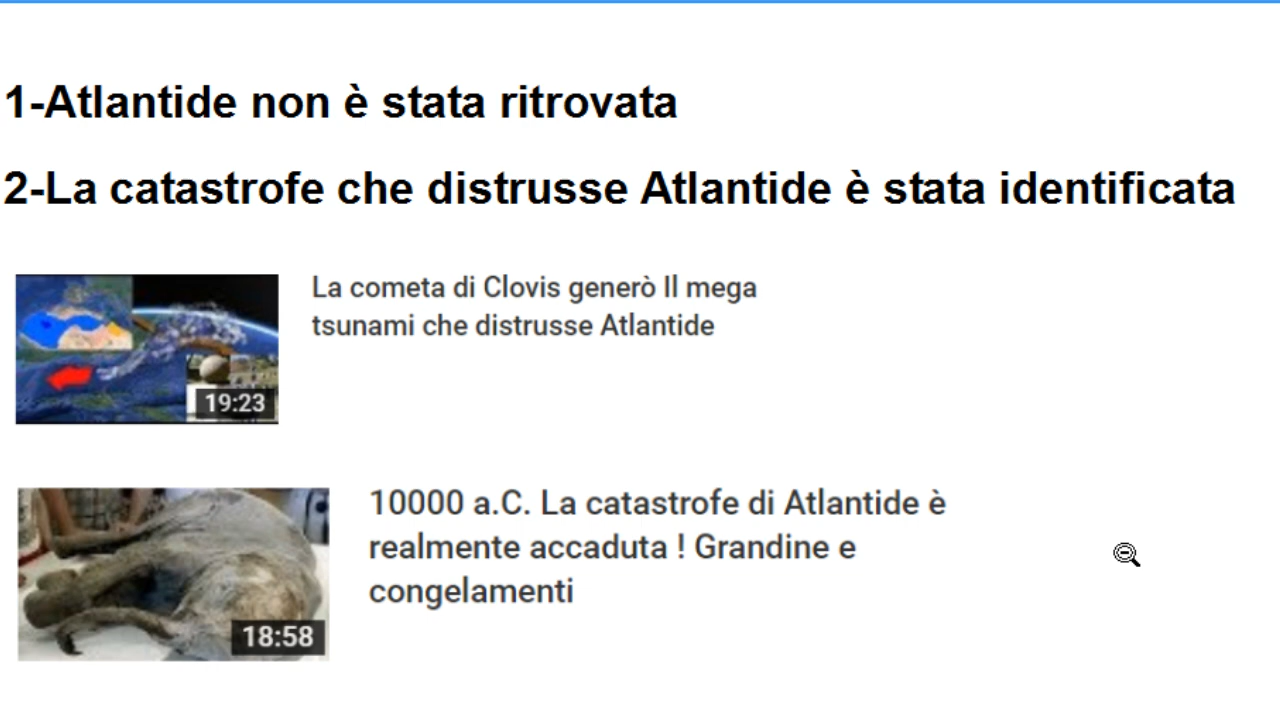 1-Atlantide non è stata ritrovata
2-La catastrofe che distrusse Atlantide è stata identificata
La cometa di Clovis generò Il mega
tsunami che distrusse Atlantide
19:23
10000 a.C. La catastrofe di Atlantide è
realmente accaduta ! Grandine e
congelamenti
18:58